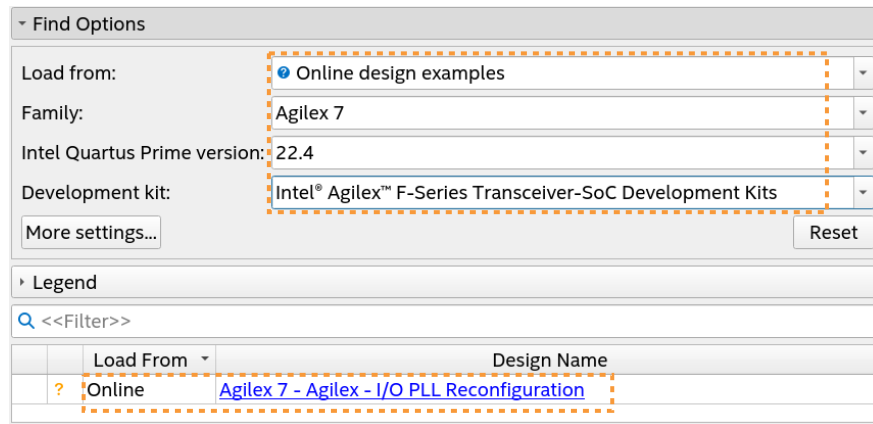 Find Options
Load from: Online design examples
Family: Agilex 7
Intel Quartus Prime version: 22.4
Development kit: Intel® Agilex™ F-Series Transceiver-SoC Development Kits
More settings... Reset
Legend
<<Filter>>
Load From Design Name
? Online Agilex 7 - Agilex - I/O PLL Reconfiguration